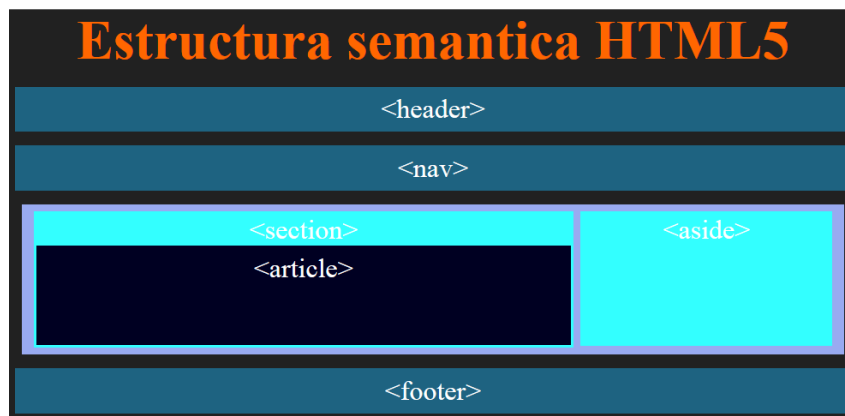 Estructura semantica HTML5
<header>
<nav>
<section>
<aside>
<article>
<footer>